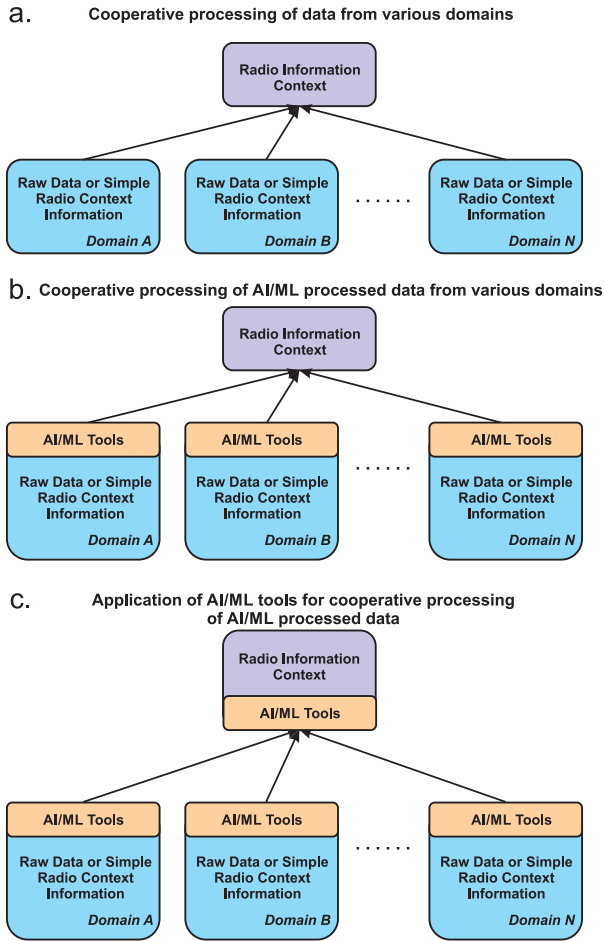 a.
Cooperative processing of data from various domains
Radio Information
Context
Raw Data or Simple
Radio Context
Information
Domain A
Raw Data or Simple
Radio Context
Information
Domain B
. . . . . .
Raw Data or Simple
Radio Context
Information
Domain N
b.
Cooperative processing of AI/ML processed data from various domains
Radio Information
Context
AI/ML Tools
Raw Data or Simple
Radio Context
Information
Domain A
AI/ML Tools
Raw Data or Simple
Radio Context
Information
Domain B
. . . . . .
AI/ML Tools
Raw Data or Simple
Radio Context
Information
Domain N
c.
Application of AI/ML tools for cooperative processing
of AI/ML processed data
Radio Information
Context
AI/ML Tools
AI/ML Tools
Raw Data or Simple
Radio Context
Information
Domain A
AI/ML Tools
Raw Data or Simple
Radio Context
Information
Domain B
. . . . . .
AI/ML Tools
Raw Data or Simple
Radio Context
Information
Domain N